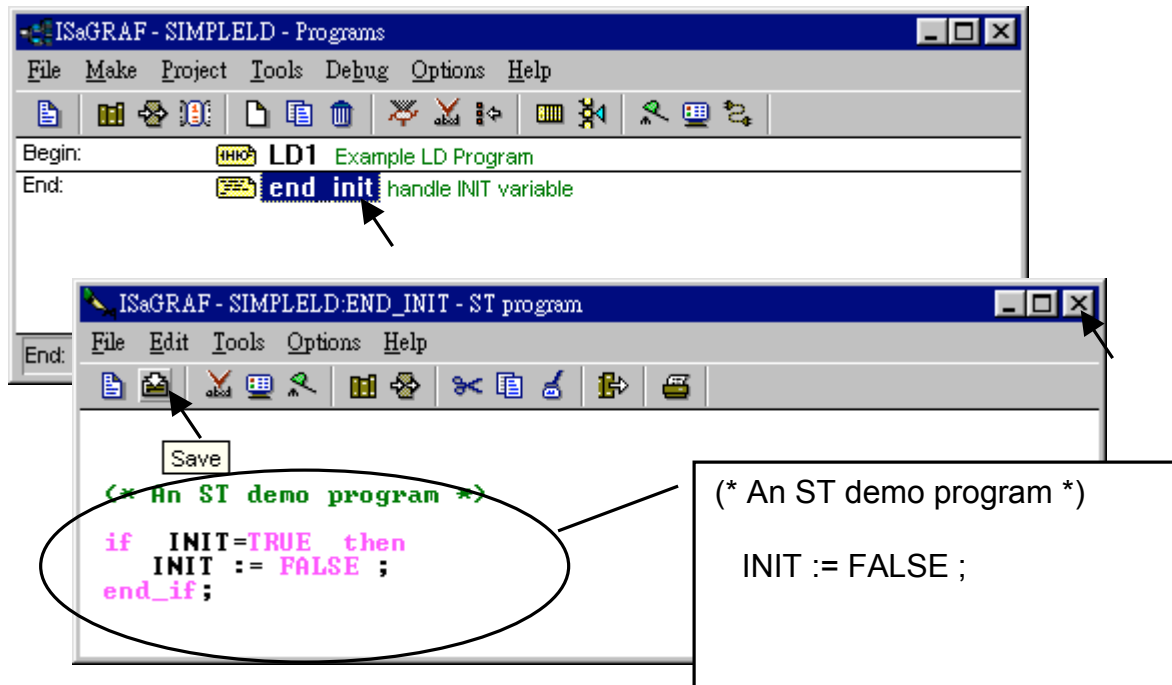 ISaGRAF - SIMPLELD - Programs
File Make Project Tools Debug Options Help
Begin: LD1 Example LD Program
End: end_init handle INIT variable
ISaGRAF - SIMPLELD:END_INIT - ST program
End: File Edit Tools Options Help
Save
(* An ST demo program *)
if INIT=TRUE then
INIT := FALSE ;
end_if;
(* An ST demo program *)
INIT := FALSE ;